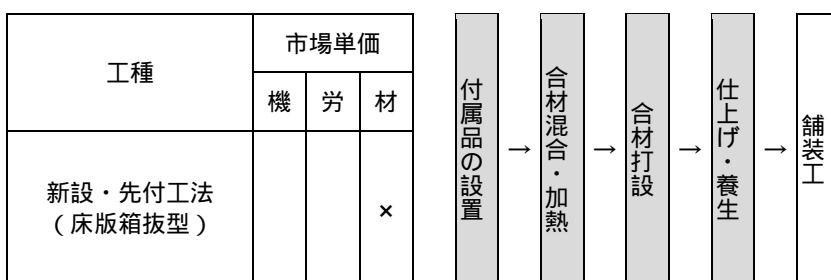 工種
市場単価
機 労 材
新設・先付工法
(床版箱抜型)
×
付属品の設置
→
合材混合・加熱
→
合材打設
→
仕上げ・養生
→
舗装工